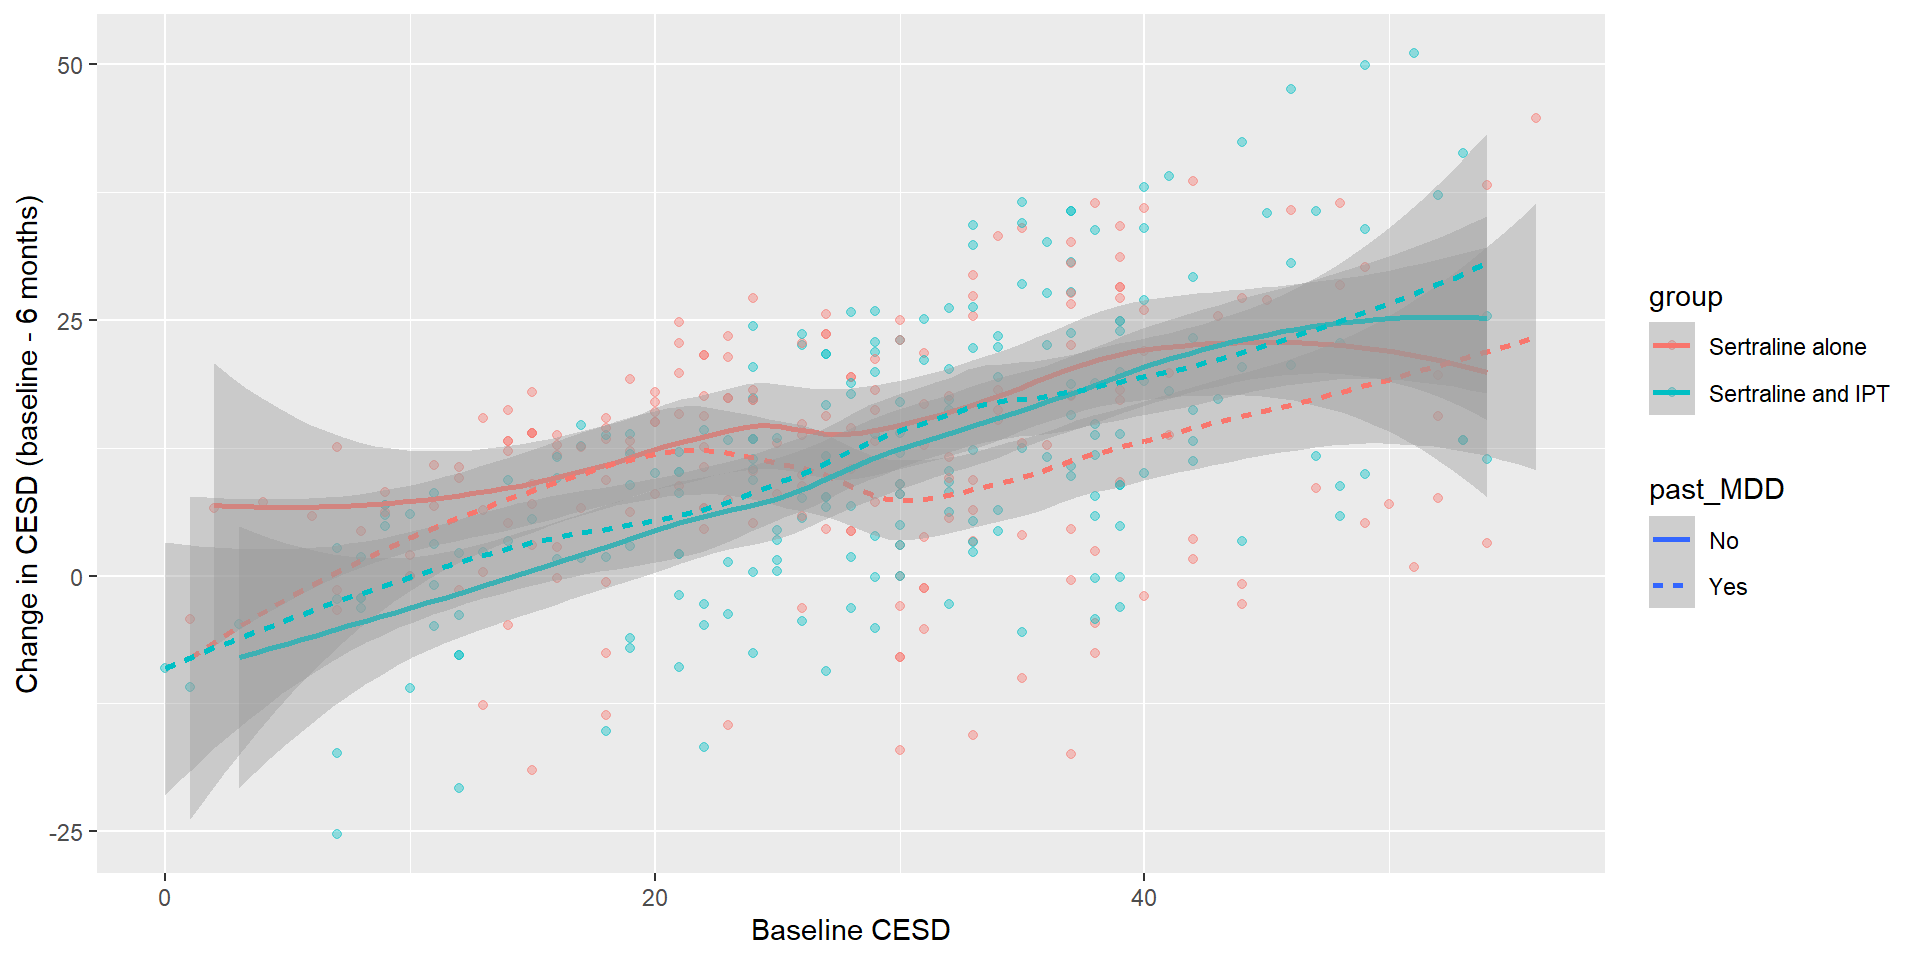 Change in CESD (baseline - 6 months)
50
25
0
-25
0
20
40
Baseline CESD
group
Sertraline alone
Sertraline and IPT
past_MDD
No
Yes